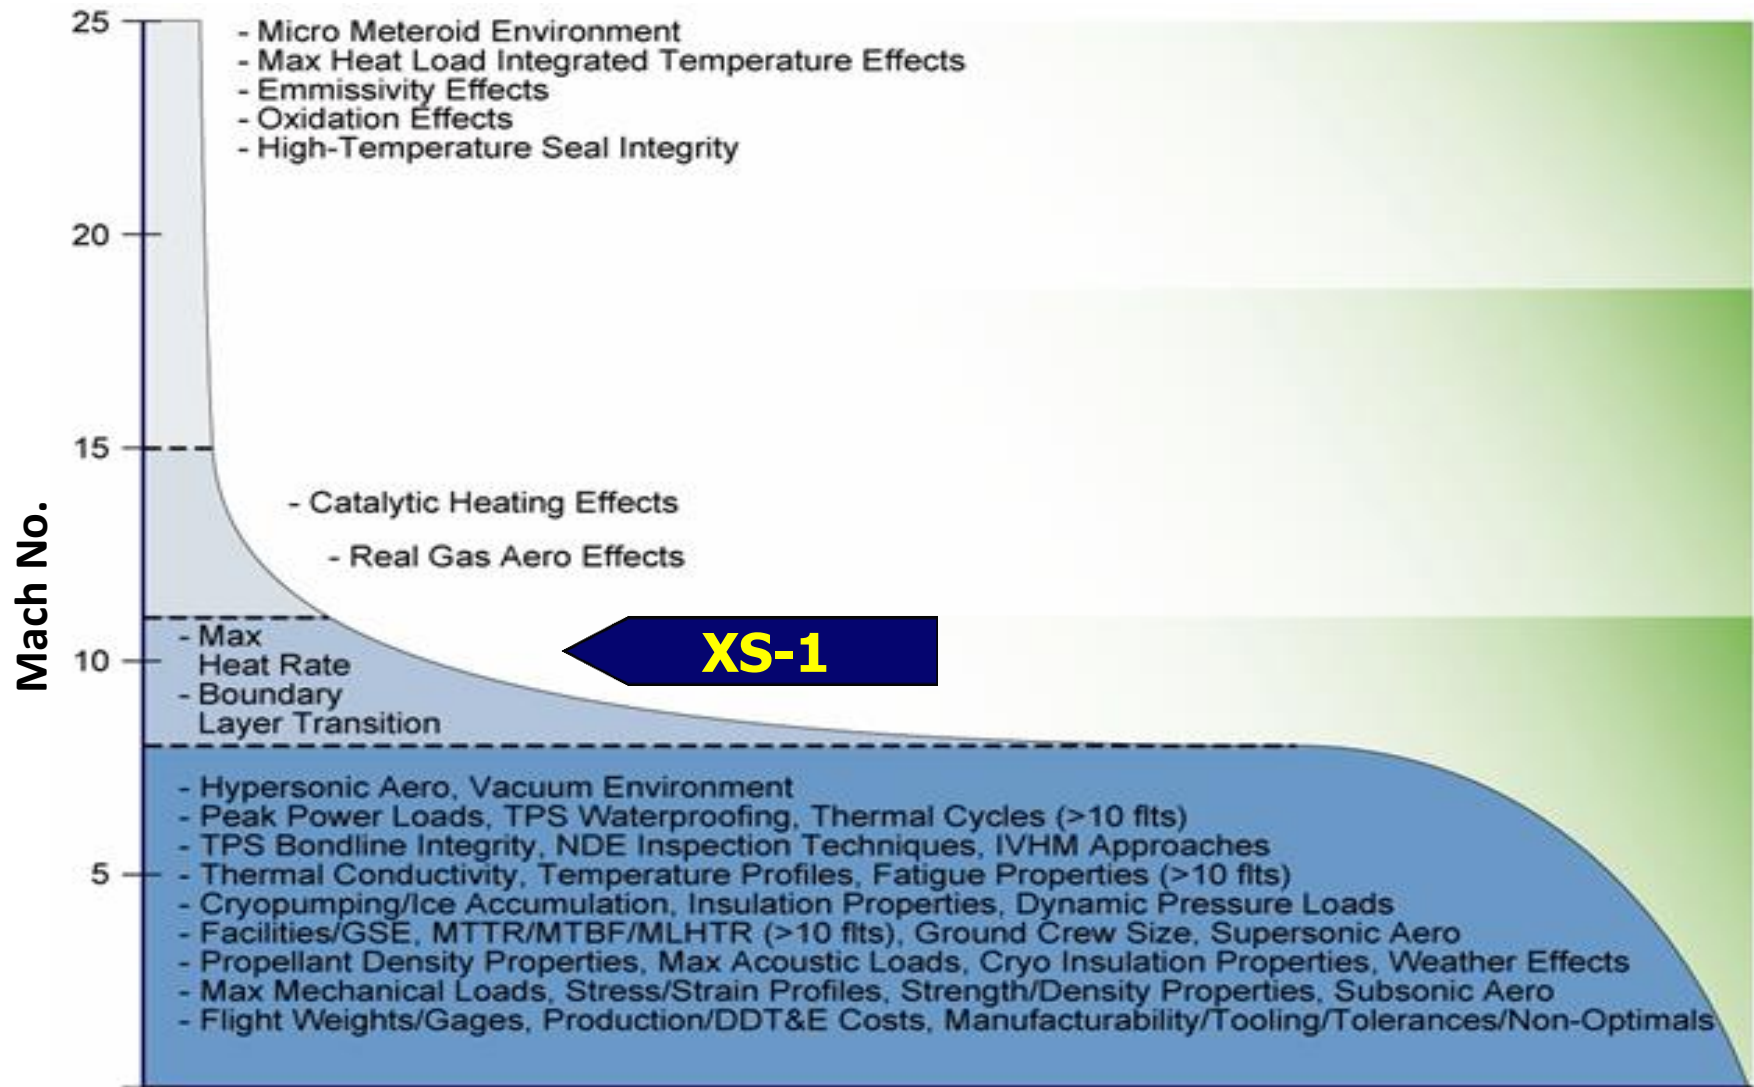 25
- Micro Meteroid Environment
- Max Heat Load Integrated Temperature Effects
- Emmissivity Effects
- Oxidation Effects
- High-Temperature Seal Integrity
20
15
- Catalytic Heating Effects
- Real Gas Aero Effects
Mach No.
XS-1
- Max
Heat Rate
10
- Boundary
Layer Transition
- Hypersonic Aero, Vacuum Environment
- Peak Power Loads, TPS Waterproofing, Thermal Cycles (>10 flts)
- TPS Bondline Integrity, NDE Inspection Techniques, IVHM Approaches
5
- Thermal Conductivity, Temperature Profiles, Fatigue Properties (>10 flts)
- Cryopumping/Ice Accumulation, Insulation Properties, Dynamic Pressure Loads
- Facilities/GSE, MTTR/MTBF/MLHTR (>10 flts), Ground Crew Size, Supersonic Aero
- Propellant Density Properties, Max Acoustic Loads, Cryo Insulation Properties, Weather Effects
- Max Mechanical Loads, Stress/Strain Profiles, Strength/Density Properties, Subsonic Aero
- Flight Weights/Gages, Production/DDT&E Costs, Manufacturability/Tooling/Tolerances/Non-Optimals